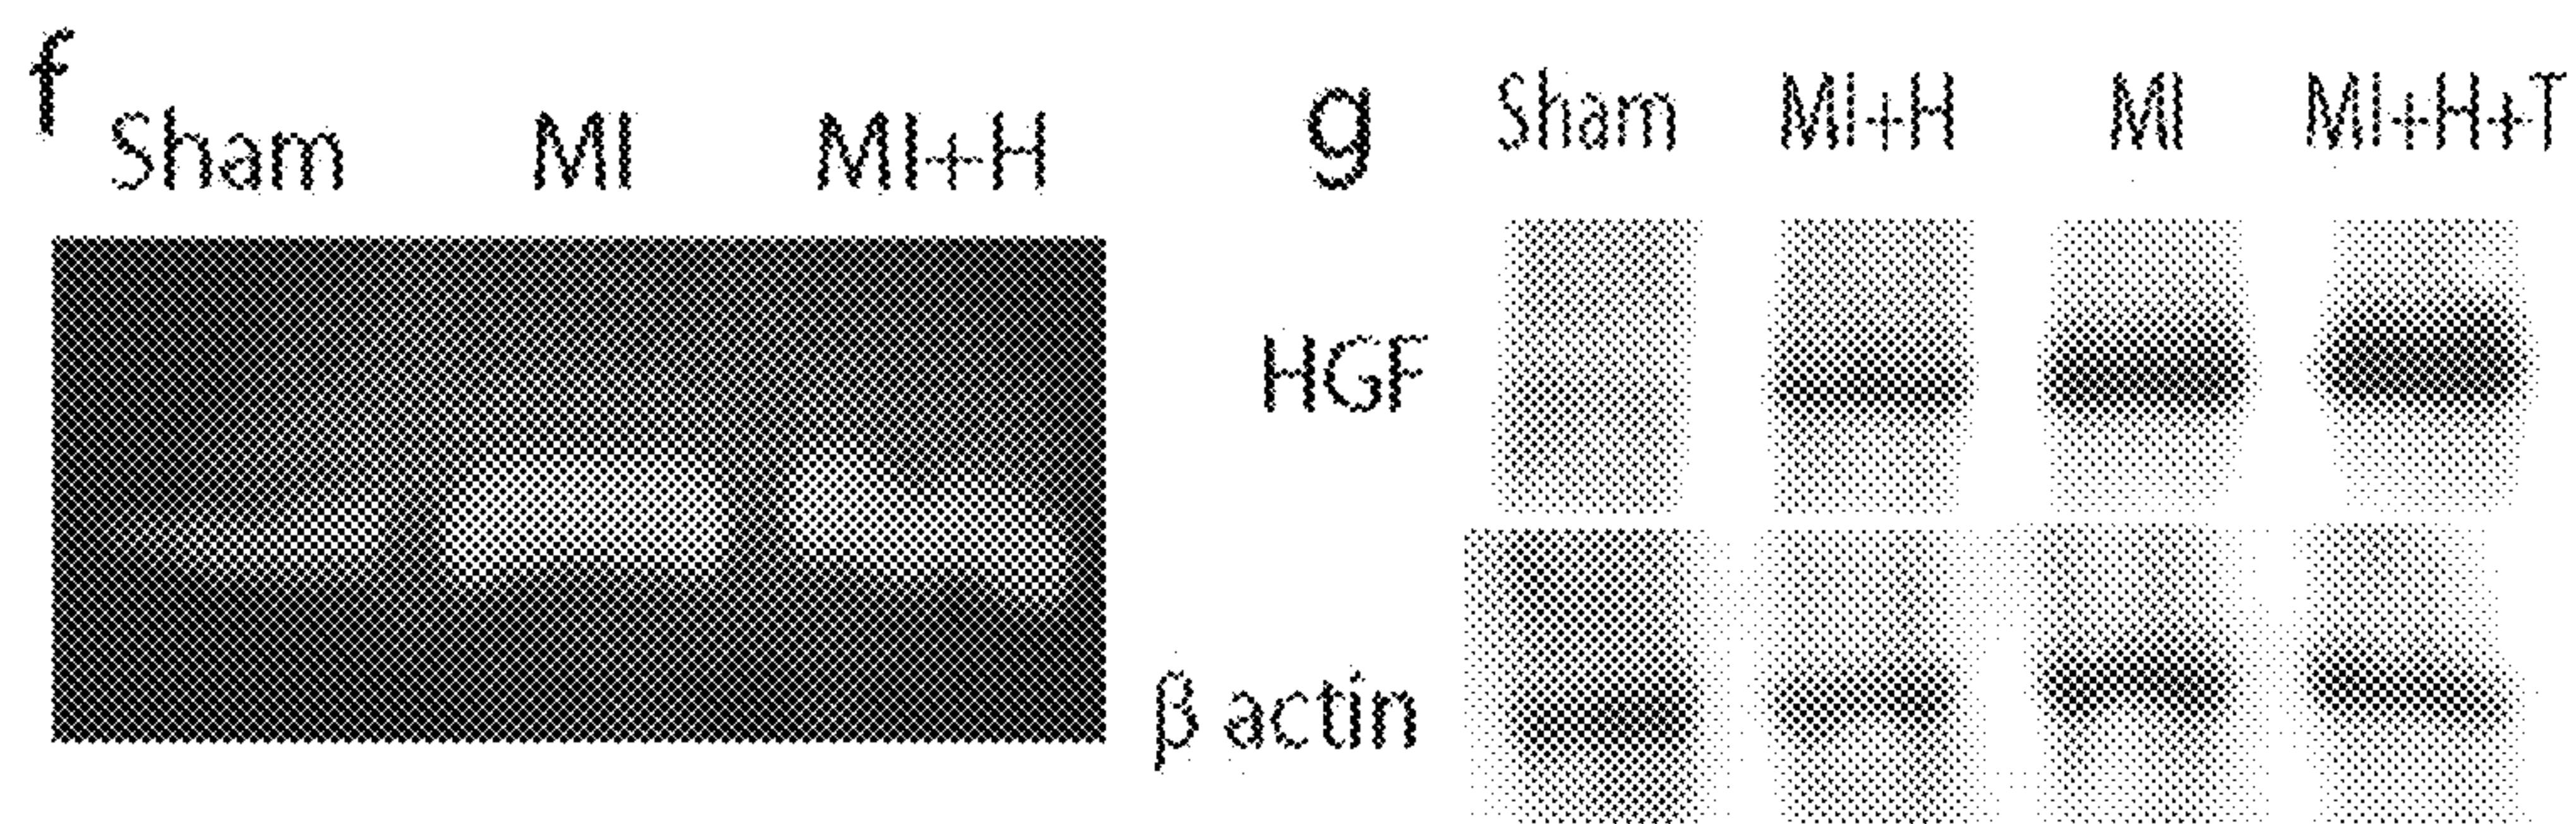 f
Sham MI MI+H
g
Sham MI+H MI MI+H+T
HGF
β actin